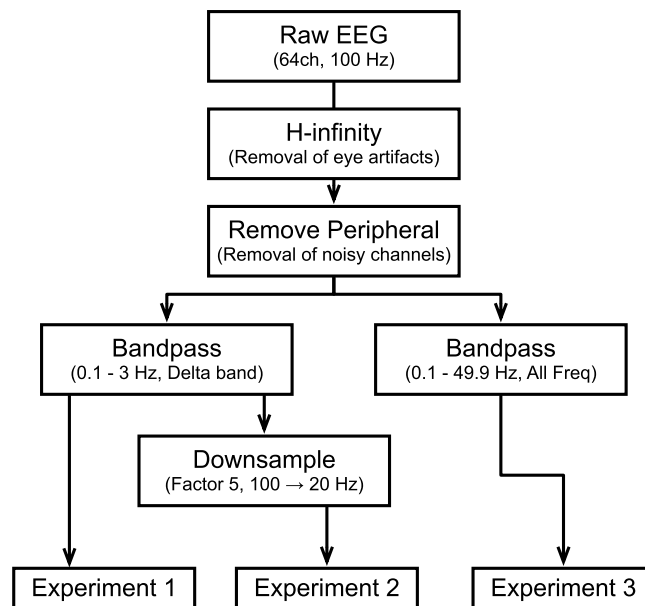 Raw EEG
(64ch, 100 Hz)
H-infinity
(Removal of eye artifacts)
Remove Peripheral
(Removal of noisy channels)
Bandpass
(0.1 - 3 Hz, Delta band)
Bandpass
(0.1 - 49.9 Hz, All Freq)
Downsample
(Factor 5, 100 → 20 Hz)
Experiment 1
Experiment 2
Experiment 3